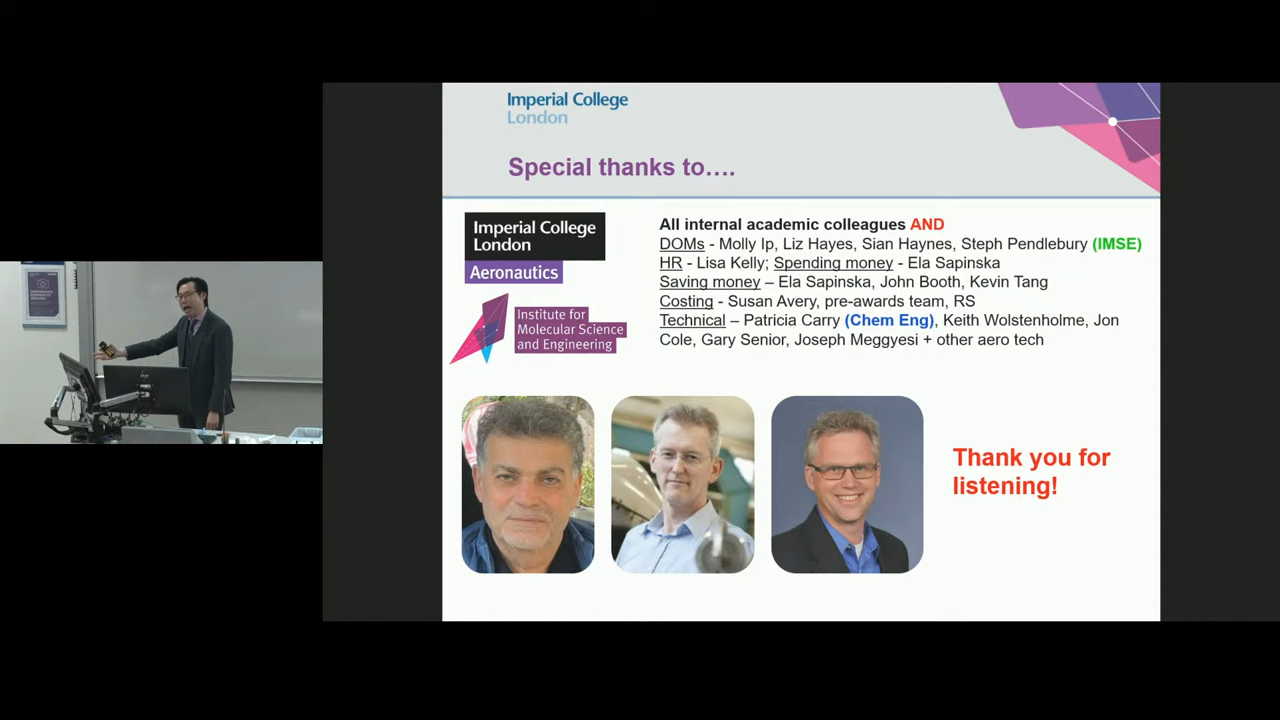 Imperial College
London
Special thanks to….
Imperial College
London
Aeronautics
Institute for
Molecular Science
and Engineering
All internal academic colleagues AND
DOMs - Molly Ip, Liz Hayes, Sian Haynes, Steph Pendlebury (IMSE)
HR - Lisa Kelly; Spending money - Ela Sapinska
Saving money – Ela Sapinska, John Booth, Kevin Tang
Costing - Susan Avery, pre-awards team, RS
Technical – Patricia Carry (Chem Eng), Keith Wolstenholme, Jon
Cole, Gary Senior, Joseph Meggyesi + other aero tech
Thank you for
listening!